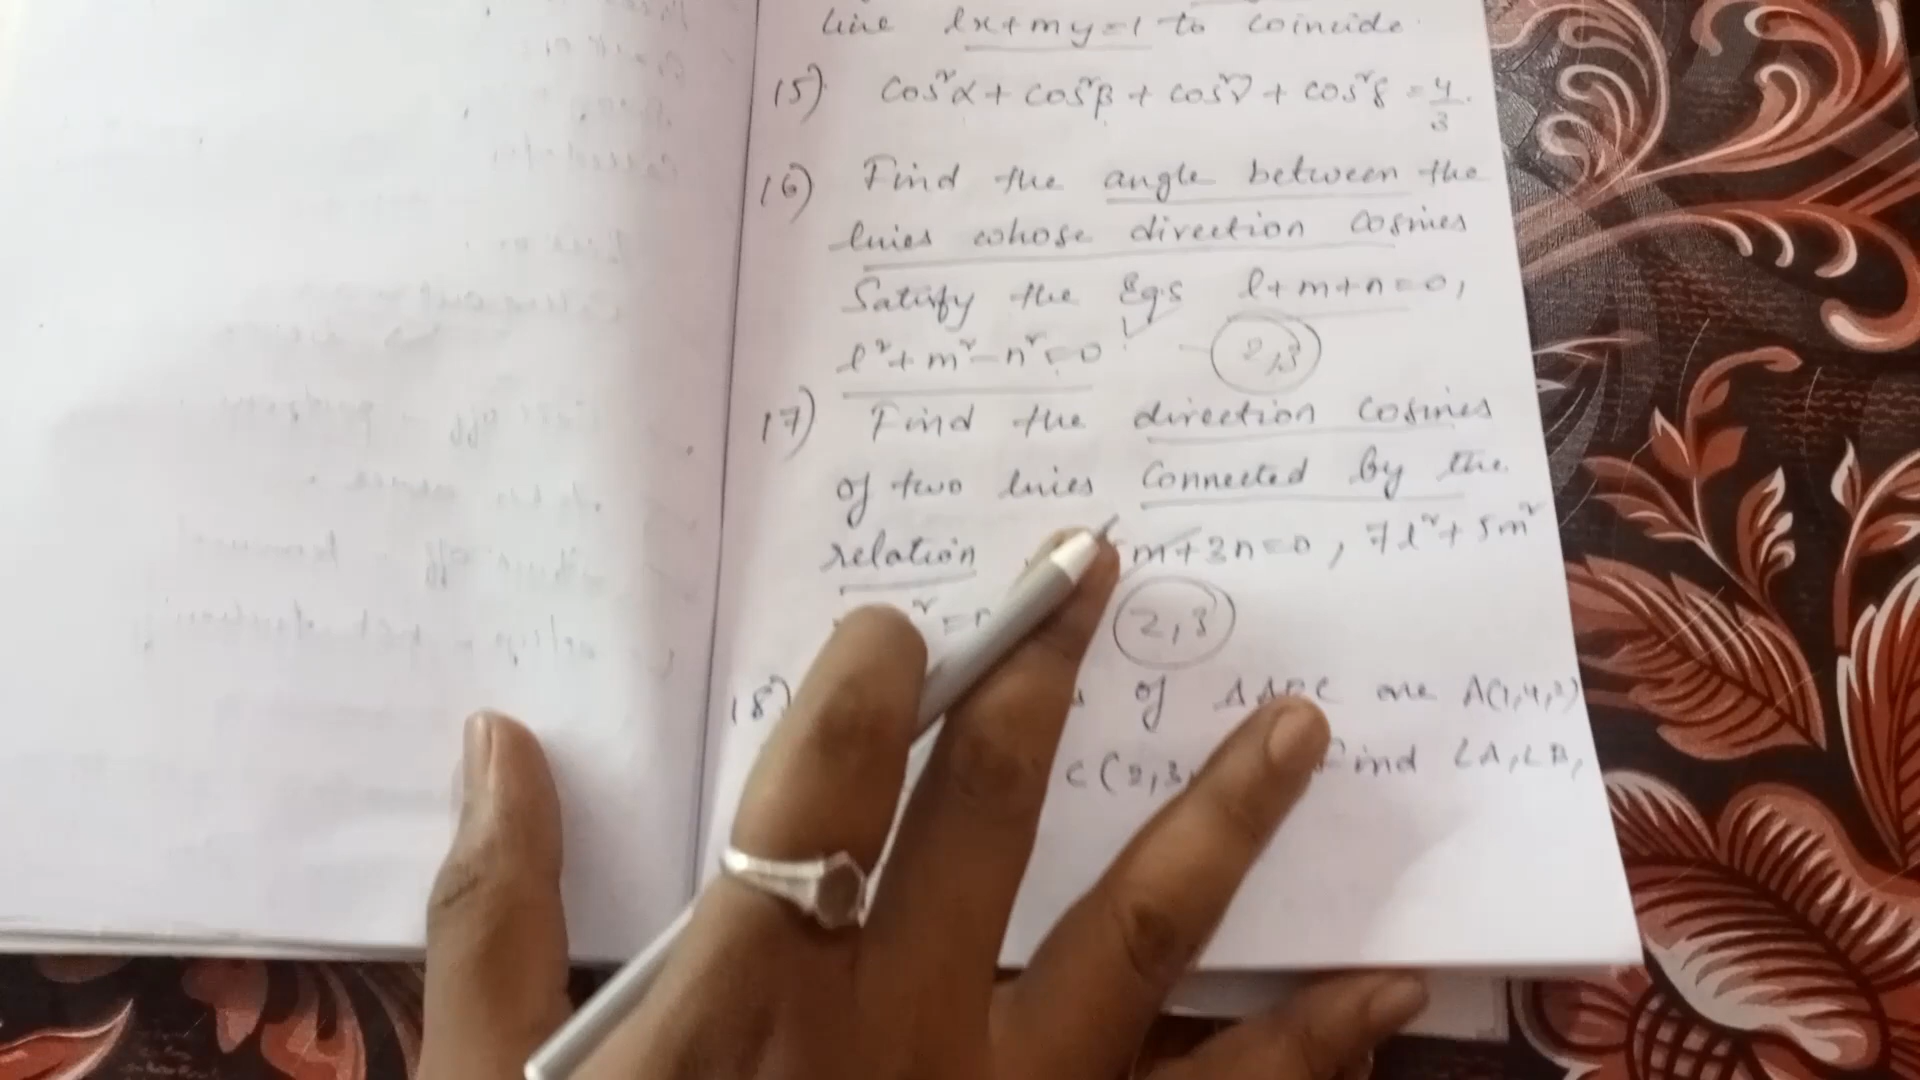 line lx+my=1 to coincide.
15) cos²α + cos²β + cos²γ + cos²δ = 4/3.
16) Find the angle between the
lines whose direction cosines
Satisfy the Eqs l+m+n=0,
l²+m²-n²=0. 2,3
17) Find the direction cosines
of two lines connected by the
relation m+3n=0, 7l²+5m²
²=0 2,3
18) of ΔABC are A(1,4,2)
C(2,3, Find ∠A,∠B,